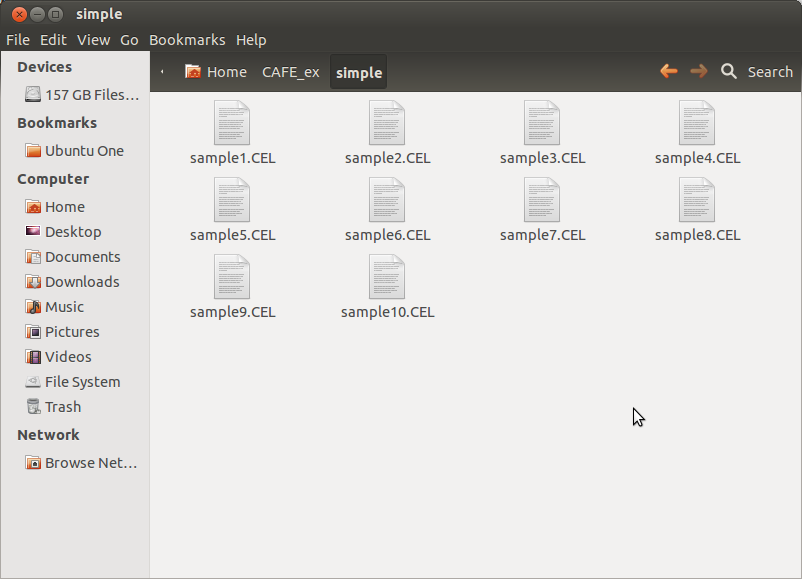 simple
File Edit View Go Bookmarks Help
Devices
157 GB Files...
Bookmarks
Ubuntu One
Computer
Home
Desktop
Documents
Downloads
Music
Pictures
Videos
File System
Trash
Network
Browse Net...
Home CAFE_ex simple Search
sample1.CEL sample2.CEL sample3.CEL sample4.CEL
sample5.CEL sample6.CEL sample7.CEL sample8.CEL
sample9.CEL sample10.CEL